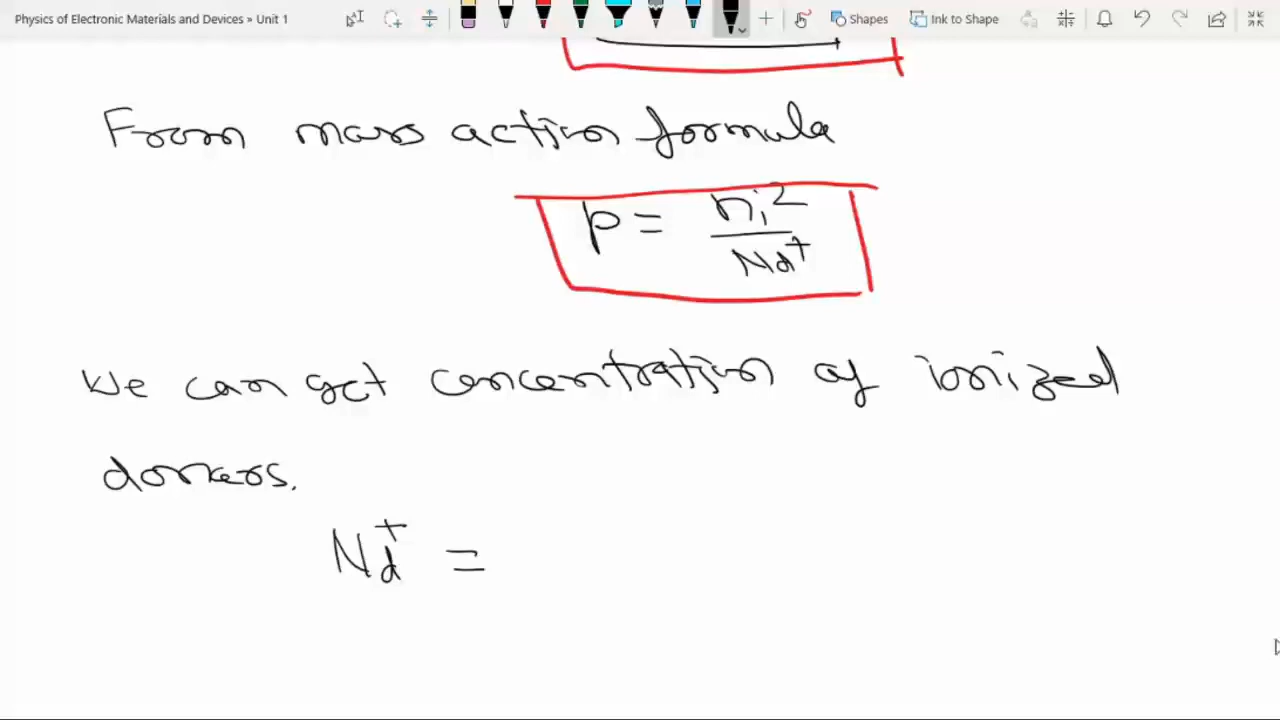 Physics of Electronic Materials and Devices » Unit 1
Shapes
Ink to Shape
From mass action formula
p = ni² / Nd⁺
We can get concentration of ionized
donors.
Nd⁺ =